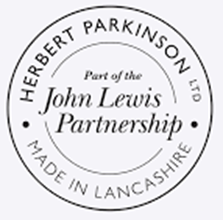 HERBERT PARKINSON LTD
Part of the
John Lewis
Partnership
MADE IN LANCASHIRE